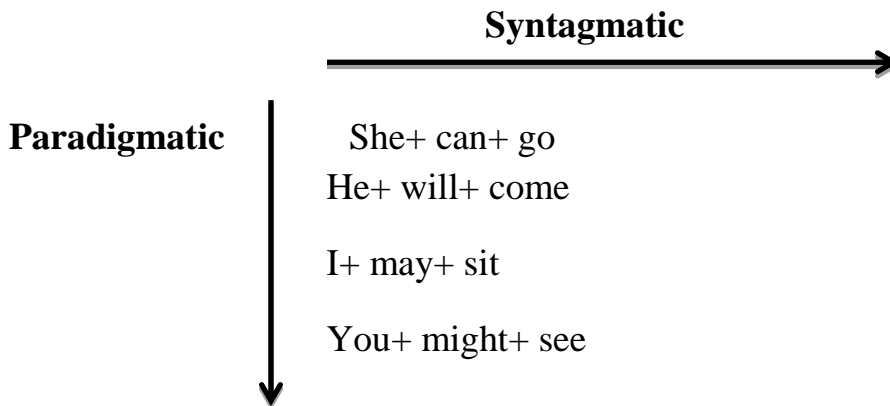 Syntagmatic
Paradigmatic She+ can+ go
He+ will+ come
I+ may+ sit
You+ might+ see